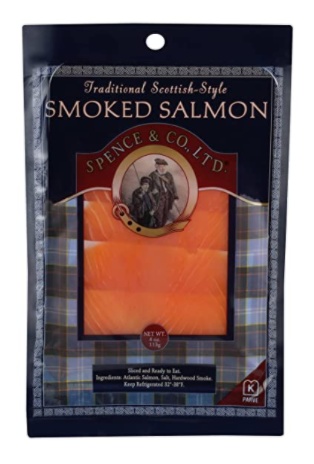 Traditional Scottish-Style
SMOKED SALMON
SPENCE & CO., LTD.
NET WT.
4 oz.
113g
Sliced and Ready to Eat.
Ingredients: Atlantic Salmon, Salt, Hardwood Smoke.
Keep Refrigerated 32°-38°F.
K
PARVE